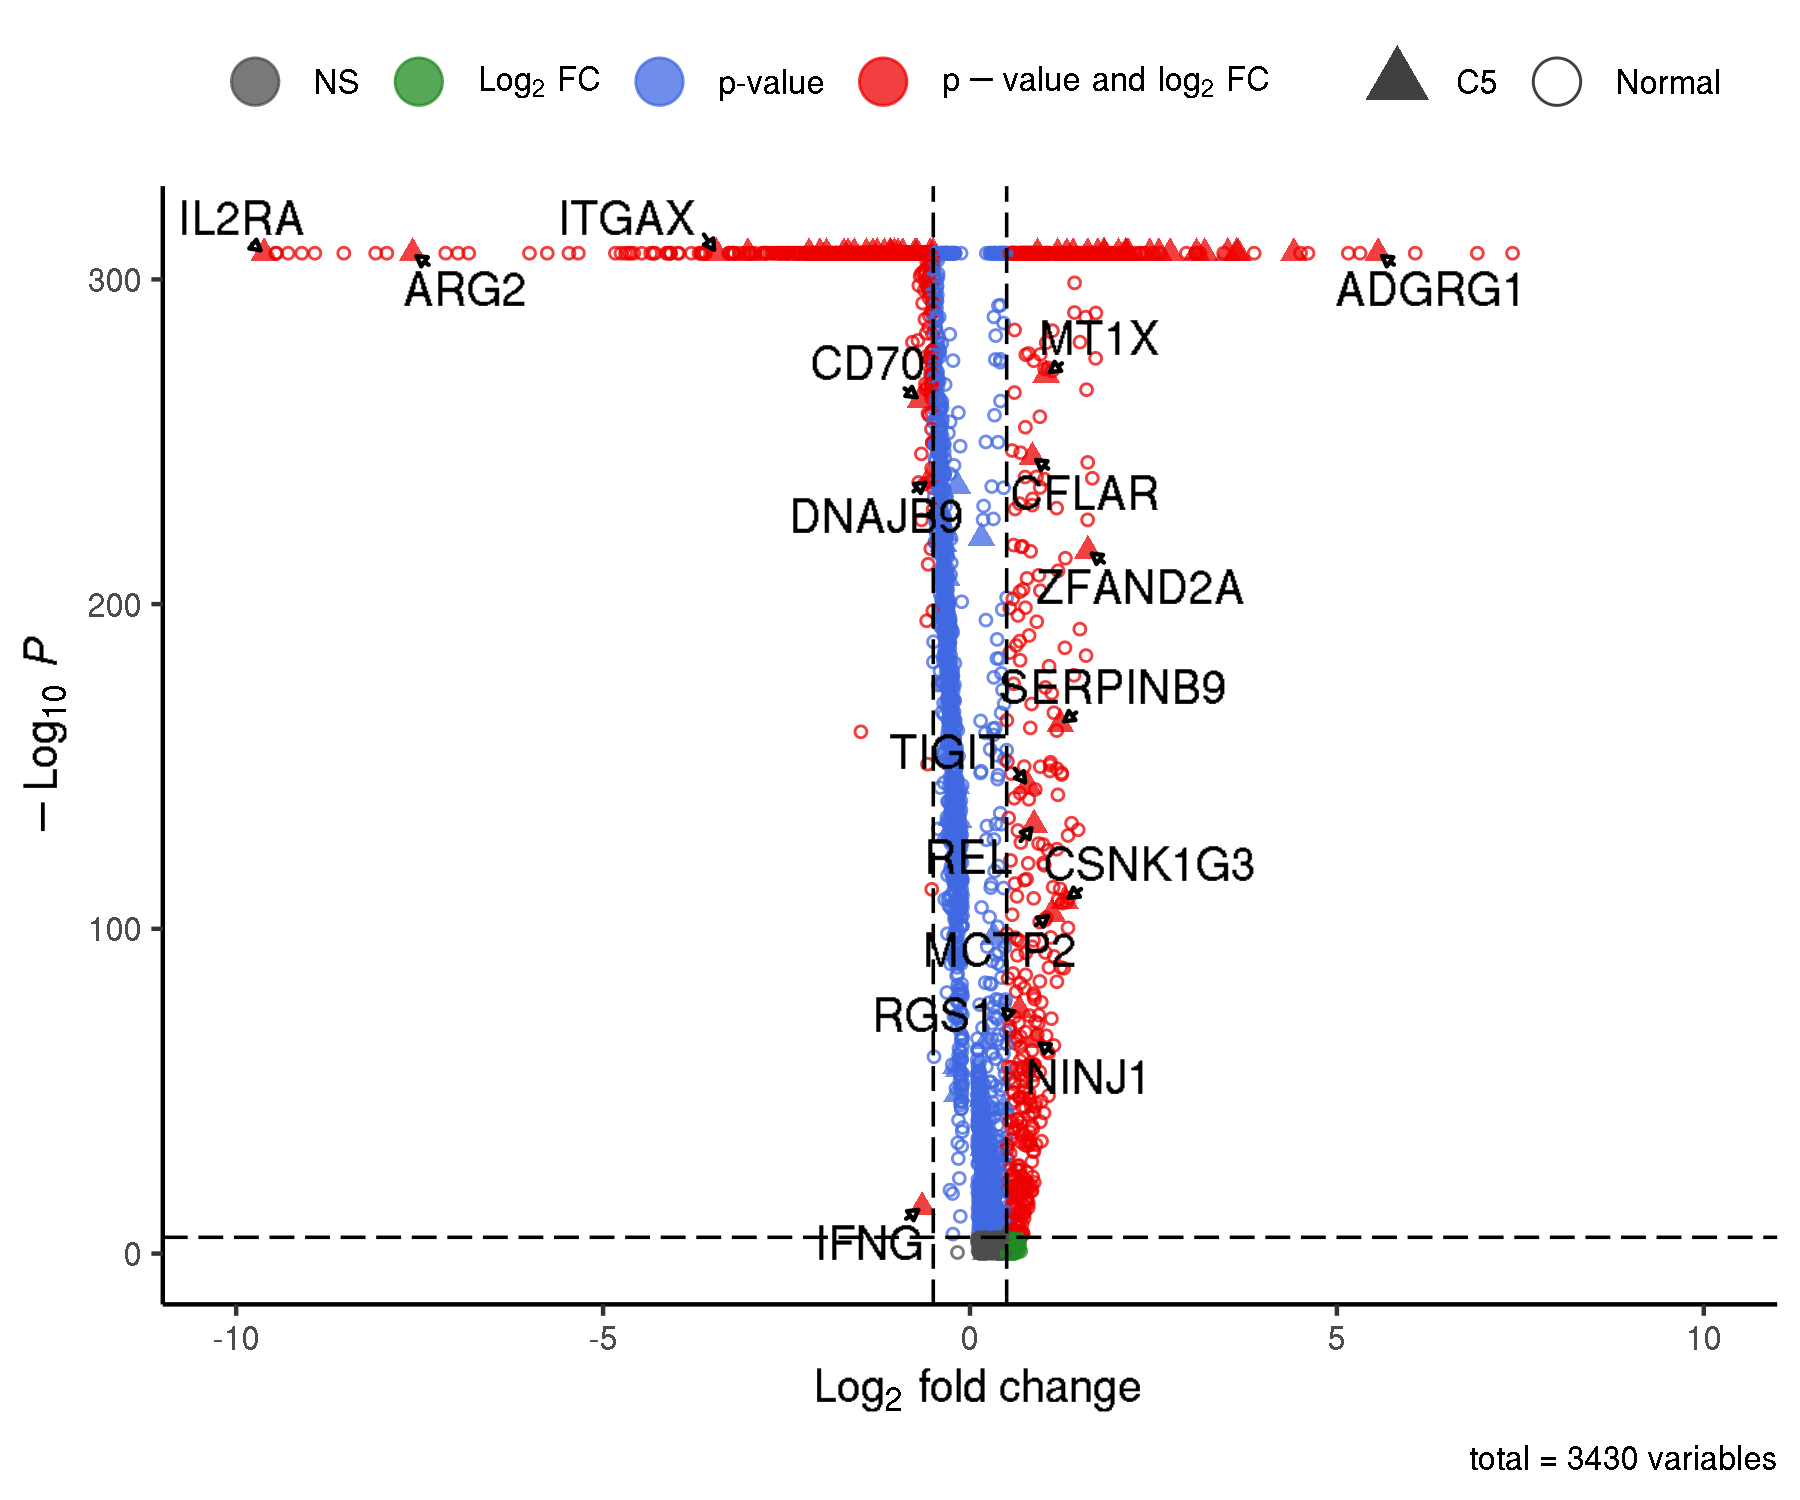 NS Log2 FC p-value p − value and log2 FC C5 Normal
IL2RA ITGAX
ARG2 ADGRG1
MT1X
CD70
CFLAR
DNAJB9
ZFAND2A
SERPINB9
TIGIT
REL CSNK1G3
MCTP2
RGS1
NINJ1
IFNG
300
200
100
0
− Log10 P
-10 -5 0 5 10
Log2 fold change
total = 3430 variables